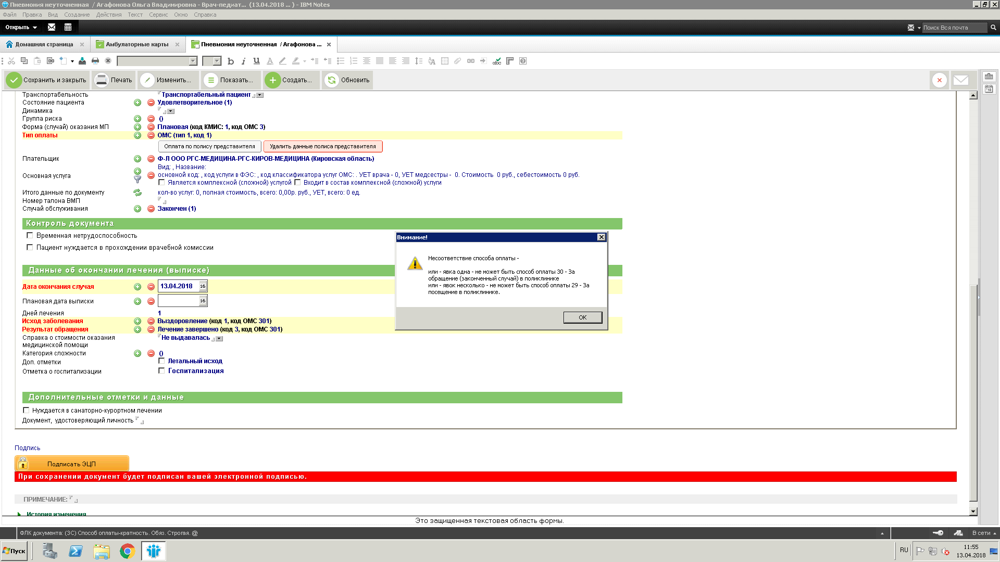 Пневмония неуточненная / Агафонова Ольга Владимировна - Врач-педиат... (13.04.2018 ... ) - IBM Notes
Файл Правка Вид Создание Действия Текст Сервис Окно Справка
Открыть
Поиск Вся почта
Домашняя страница
Амбулаторные карты
Пневмония неуточненная / Агафонова ...
Сохранить и закрыть
Печать
Изменить...
Показать...
Создать...
Обновить
Транспортабельность Транспортабельный пациент
Состояние пациента Удовлетворительное (1)
Динамика
Группа риска ()
Форма (случай) оказания МП Плановая (код КМИС: 1, код ОМС 3)
Тип оплаты ОМС (тип 1, код 1)
Оплата по полису представителя Удалить данные полиса представителя
Плательщик Ф-Л ООО РГС-МЕДИЦИНА-РГС-КИРОВ-МЕДИЦИНА (Кировская область)
Вид: , Название:
Основная услуга основной код: , код услуги в ФЭС: , код классификатора услуг ОМС: . УЕТ врача - 0, УЕТ медсестры - 0. Стоимость 0 руб., себестоимость 0 руб.
Является комплексной (сложной) услугой Входит в состав комплексной (сложной) услуги
Итого данные по документу кол-во услуг: 0, полная стоимость, всего: 0,00р. руб., УЕТ, всего: 0 ед.
Номер талона ВМП
Случай обслуживания Закончен (1)
Контроль документа
Временная нетрудоспособность
Пациент нуждается в прохождении врачебной комиссии
Данные об окончании лечения (выписке)
Дата окончания случая 13.04.2018 16
Плановая дата выписки 16
Дней лечения 1
Исход заболевания Выздоровление (код 1, код ОМС 301)
Результат обращения Лечение завершено (код 3, код ОМС 301)
Справка о стоимости оказания медицинской помощи Не выдавалась
Категория сложности ()
Доп. отметки Летальный исход
Отметка о госпитализации Госпитализация
Дополнительные отметки и данные
Нуждается в санаторно-курортном лечении
Документ, удостоверяющий личность
Внимание!
Несоответствие способа оплаты -
или - явка одна - не может быть способ оплаты 30 - За
обращение (законченный случай) в поликлинике
или - явок несколько - не может быть способ оплаты 29 - За
посещение в поликлинике.
ОК
Подпись
Подписать ЭЦП
При сохранении документ будет подписан вашей электронной подписью.
ПРИМЕЧАНИЕ:
История изменения
Это защищенная текстовая область формы.
ФЛК документа: (ЗС) Способ оплаты-кратность. Обяз. Строгая. @
В сети
Пуск
RU
11:55
13.04.2018